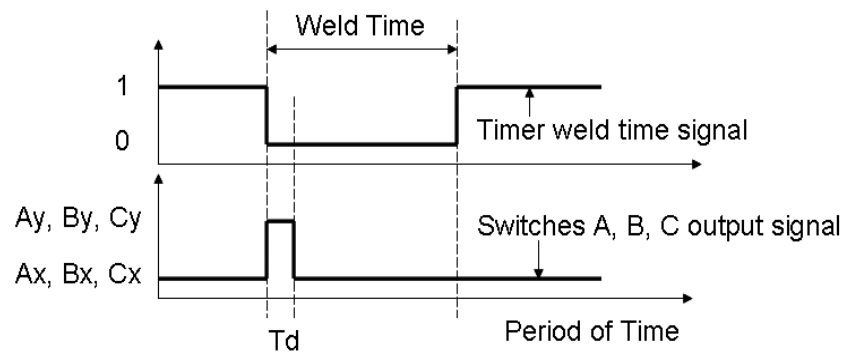 Weld Time
1
0
Timer weld time signal
Ay, By, Cy
Switches A, B, C output signal
Ax, Bx, Cx
Td
Period of Time